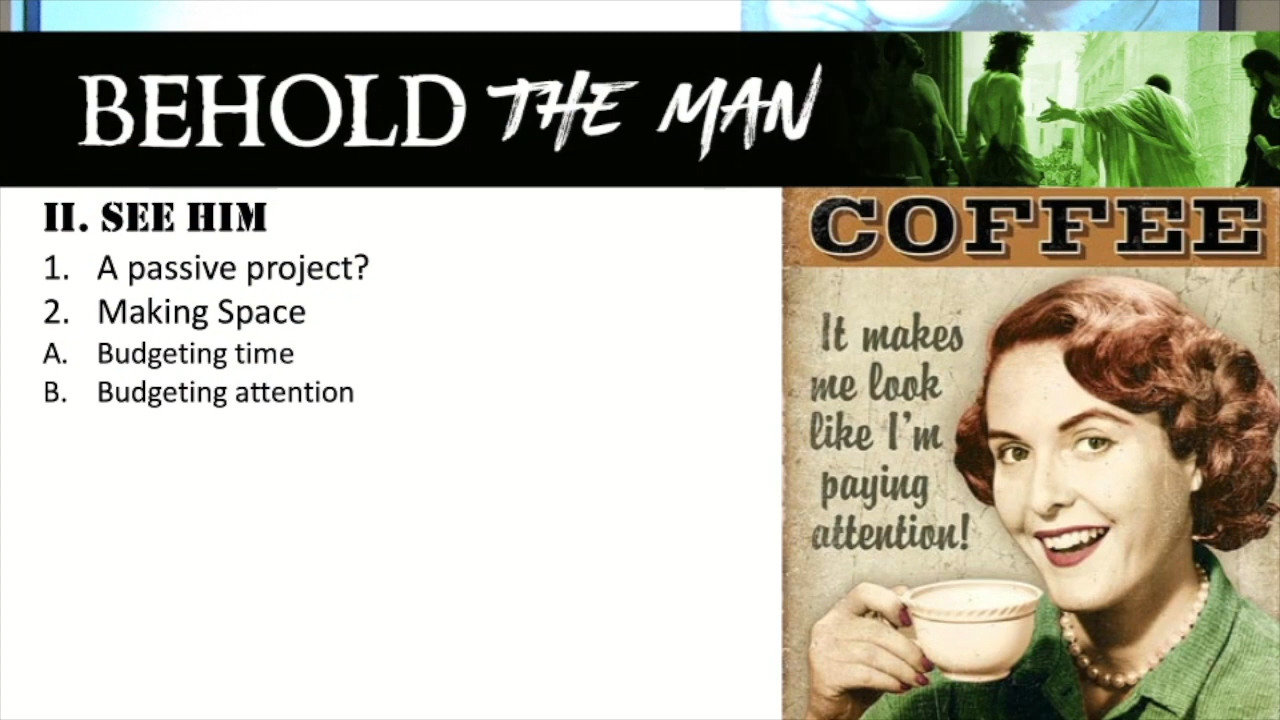 BEHOLD THE MAN
II. SEE HIM
1. A passive project?
2. Making Space
A. Budgeting time
B. Budgeting attention
COFFEE
It makes
me look
like I'm
paying
attention!